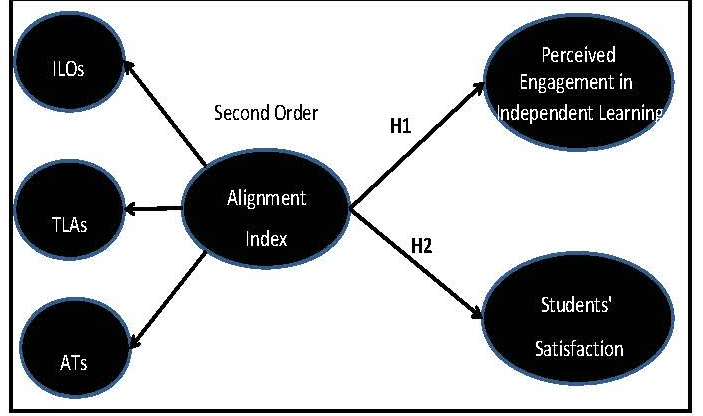 ILOs
Second Order
TLAs
Alignment
Index
ATs
H1
H2
Perceived
Engagement in
Independent Learning
Students'
Satisfaction